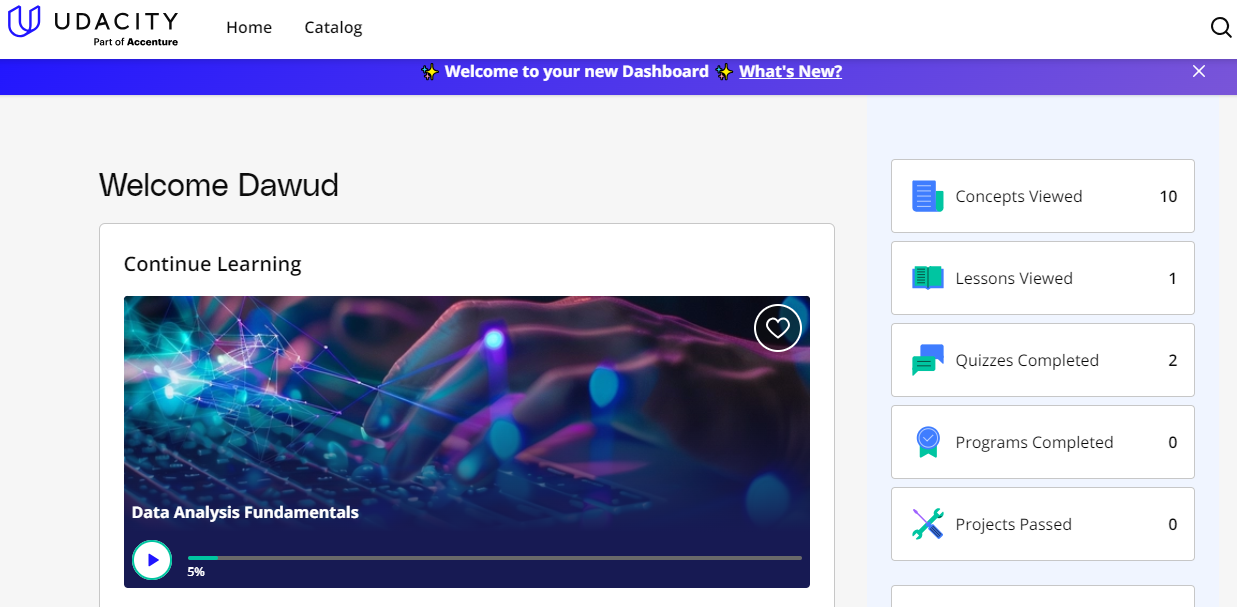 UDACITY
Part of Accenture
Home
Catalog
✨ Welcome to your new Dashboard ✨ What's New?
Welcome Dawud
Continue Learning
Data Analysis Fundamentals
5%
Concepts Viewed 10
Lessons Viewed 1
Quizzes Completed 2
Programs Completed 0
Projects Passed 0